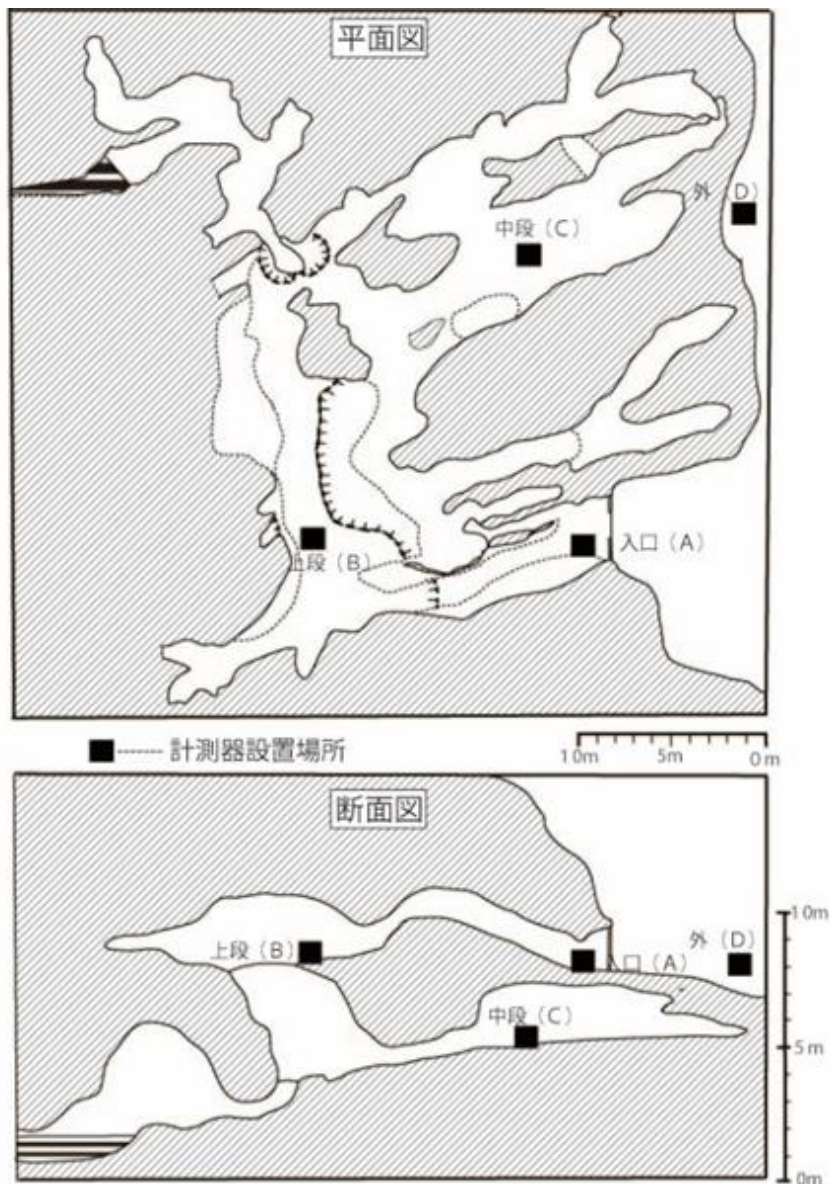 平面図
外（D）
中段（C）
入口（A）
上段（B）
計測器設置場所
10m 5m 0m
断面図
10m
外（D）
上段（B）
入口（A）
中段（C）
5m
0m